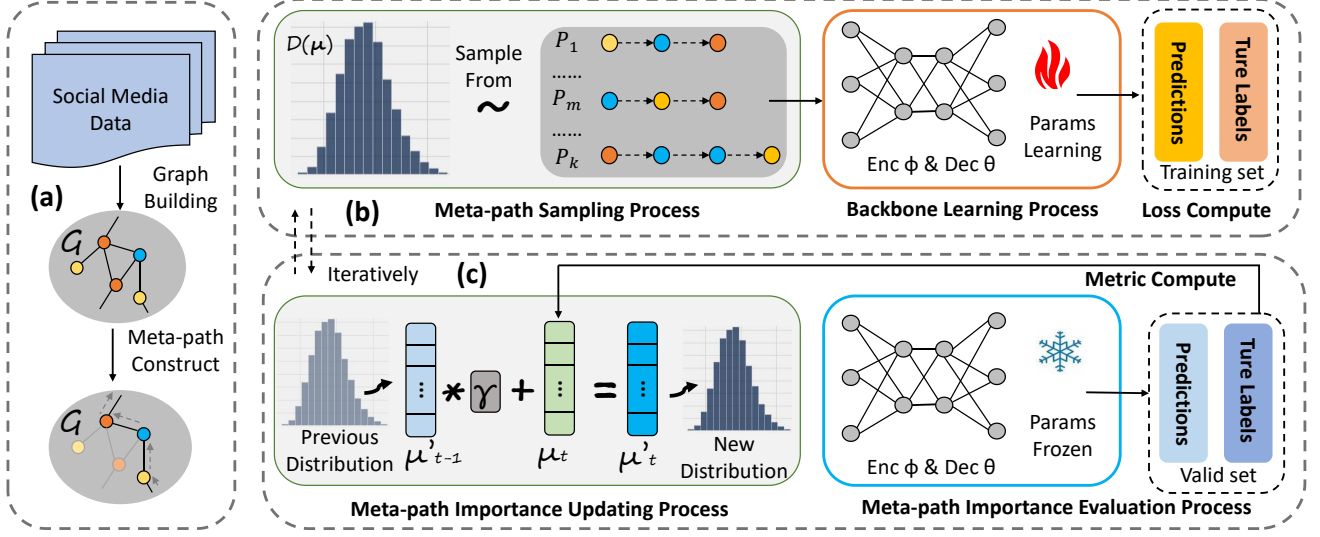 Social Media
Data
(a)
Graph
Building
G
Meta-path
Construct
G
D(μ)
Sample
From
~
P1
......
Pm
......
Pk
Enc ϕ & Dec θ
Params
Learning
Predictions
Ture Labels
Training set
(b)
Meta-path Sampling Process
Backbone Learning Process
Loss Compute
Iteratively
(c)
Metric Compute
Previous
Distribution
μ't-1
* γ +
μt
=
μ't
New
Distribution
Enc ϕ & Dec θ
Params
Frozen
Predictions
Ture Labels
Valid set
Meta-path Importance Updating Process
Meta-path Importance Evaluation Process